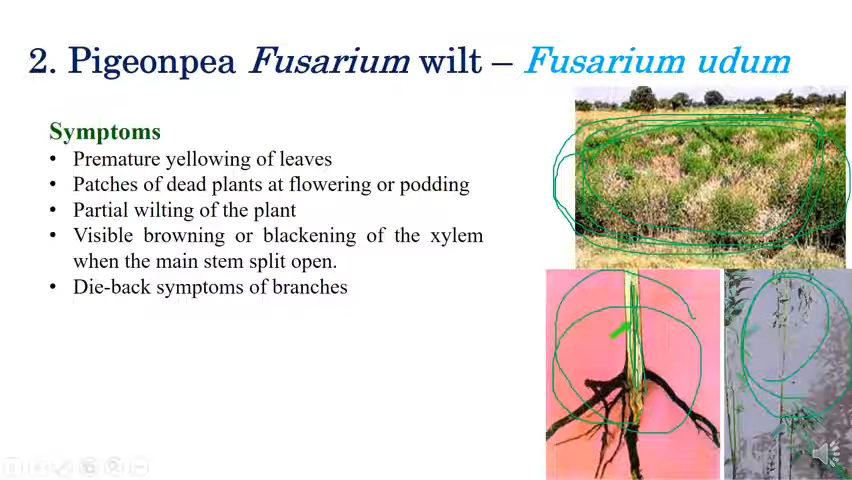 2. Pigeonpea Fusarium wilt – Fusarium udum
Symptoms
• Premature yellowing of leaves
• Patches of dead plants at flowering or podding
• Partial wilting of the plant
• Visible browning or blackening of the xylem
when the main stem split open.
• Die-back symptoms of branches